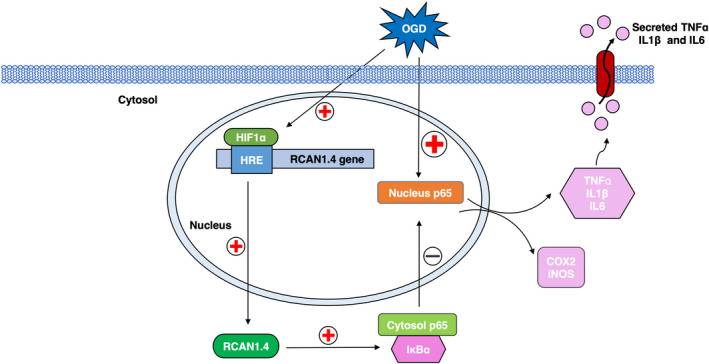 OGD
Secreted TNFα
IL1β and IL6
Cytosol
HIF1α
HRE
RCAN1.4 gene
Nucleus p65
TNFα
IL1β
IL6
Nucleus
COX2
iNOS
RCAN1.4
Cytosol p65
IκBα